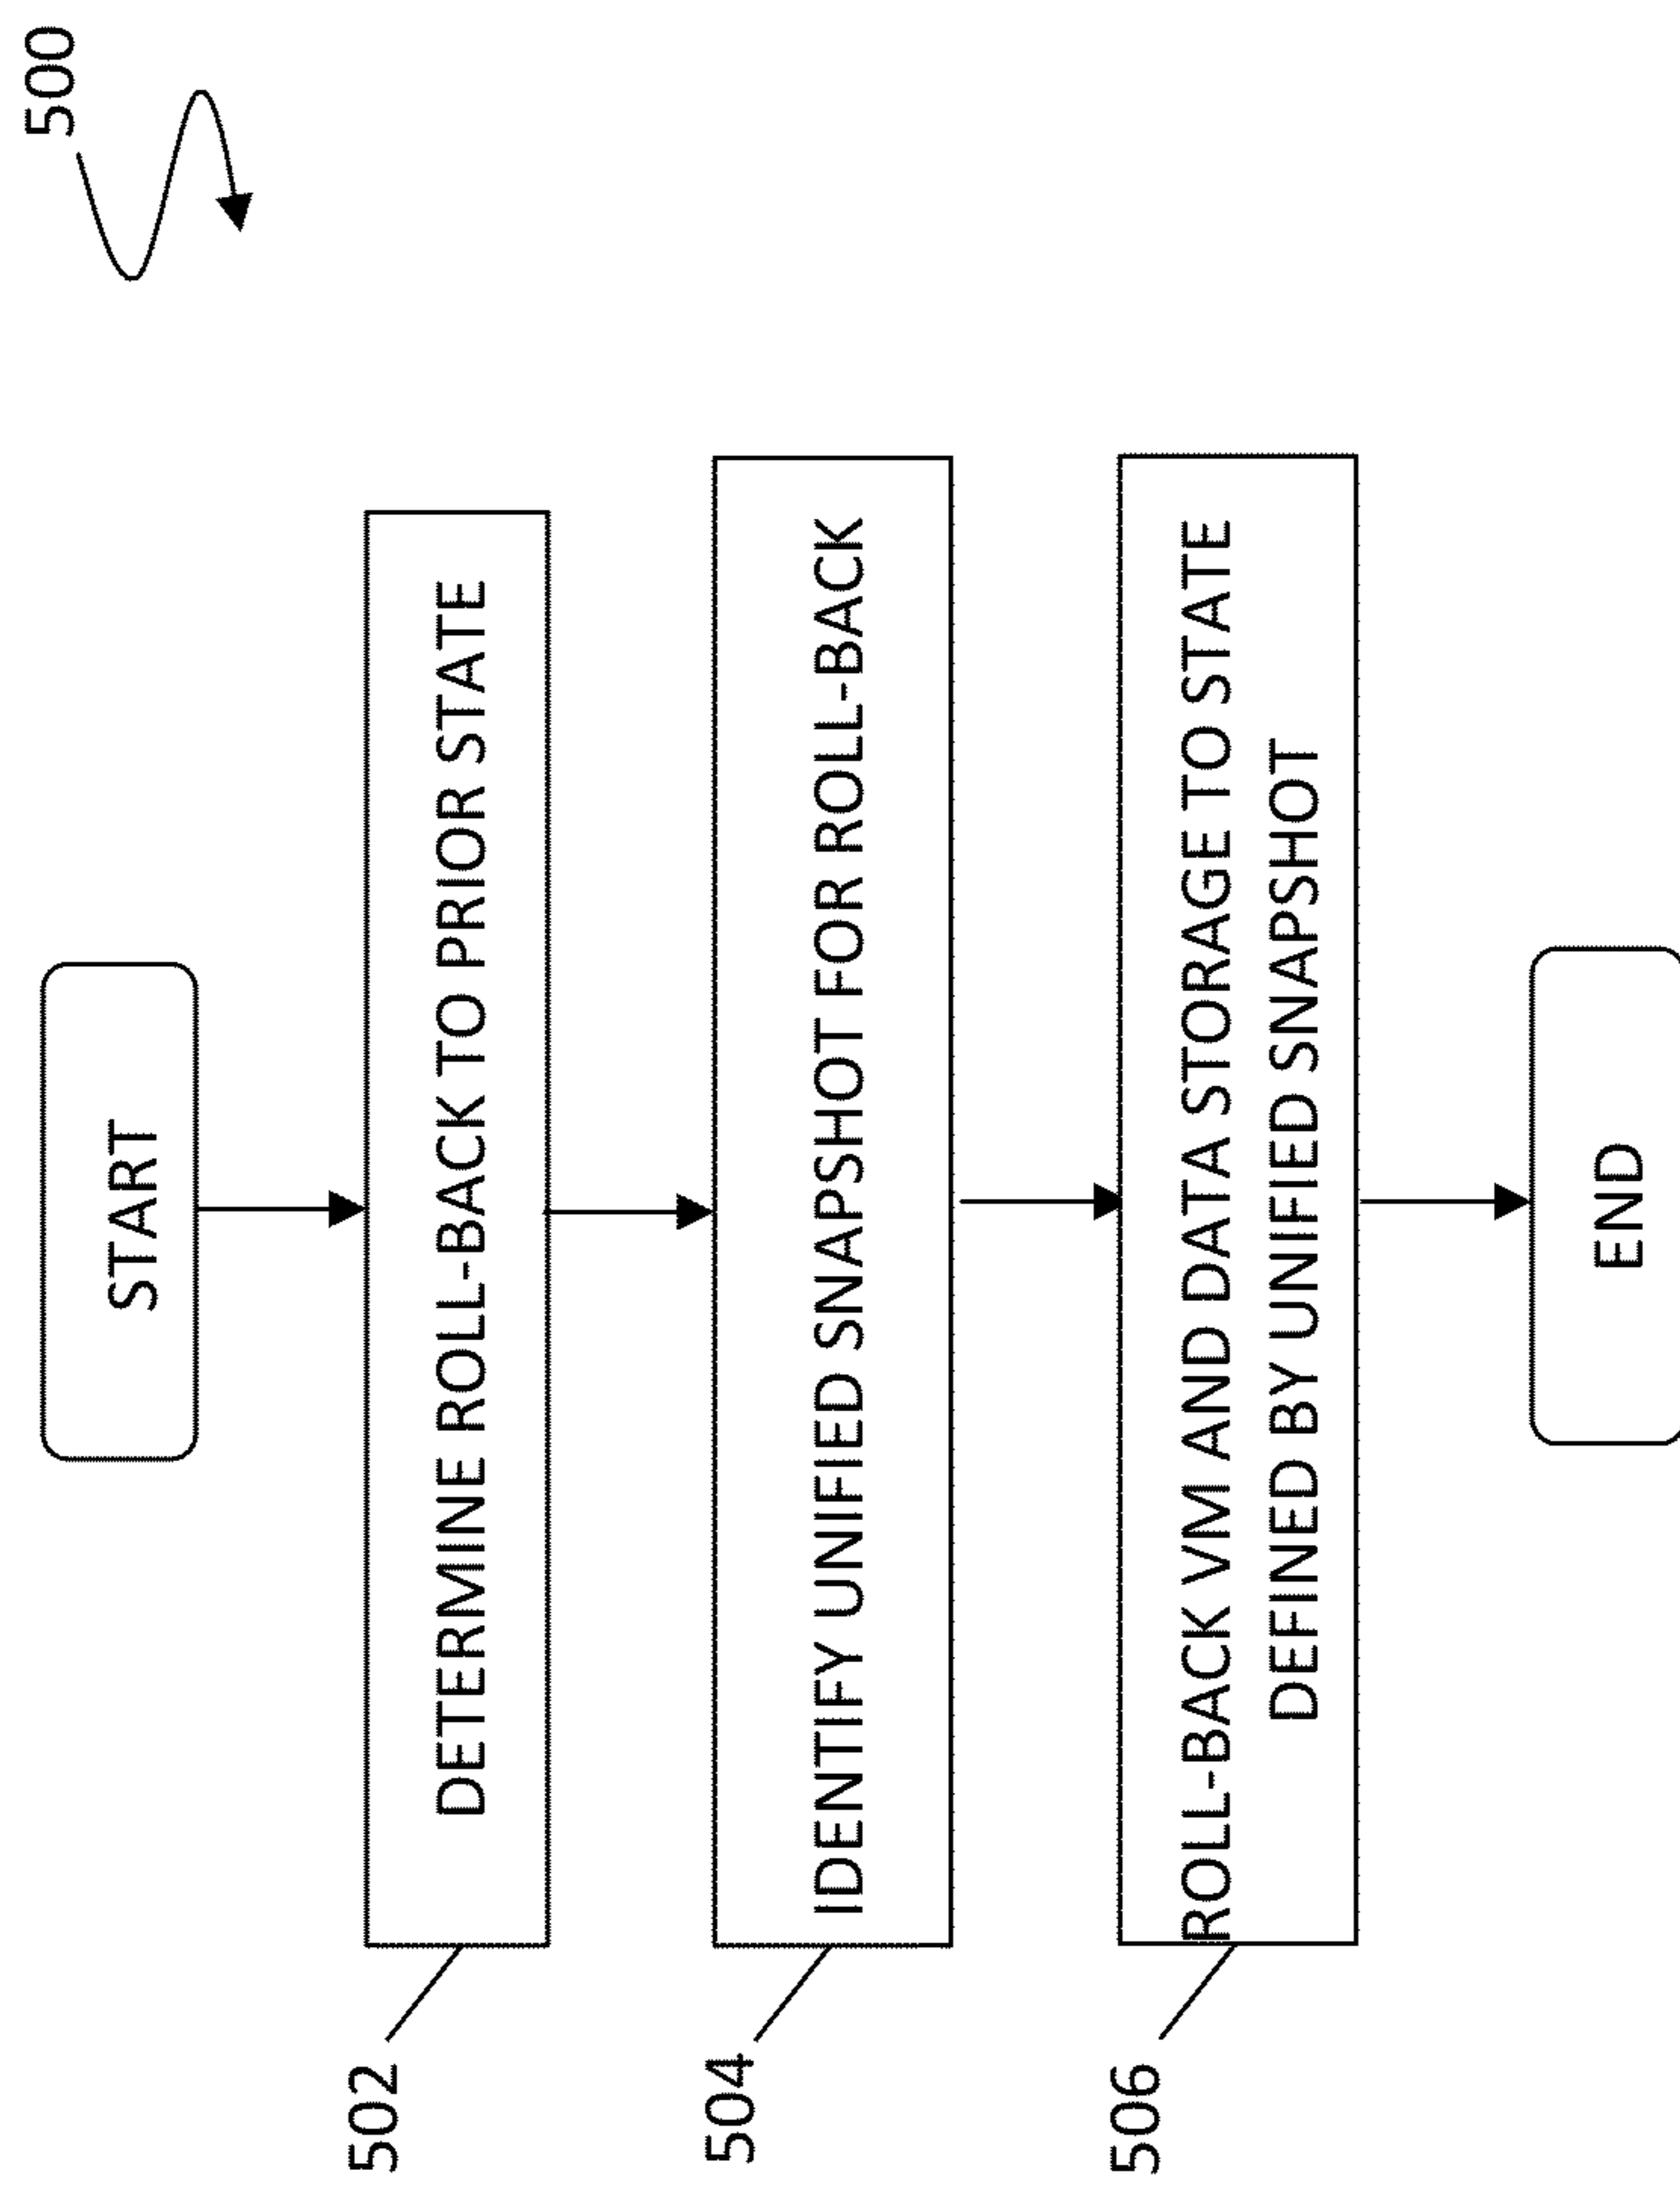 500
START
502
DETERMINE ROLL-BACK TO PRIOR STATE
504
IDENTIFY UNIFIED SNAPSHOT FOR ROLL-BACK
506
ROLL-BACK VM AND DATA STORAGE TO STATE
DEFINED BY UNIFIED SNAPSHOT
END